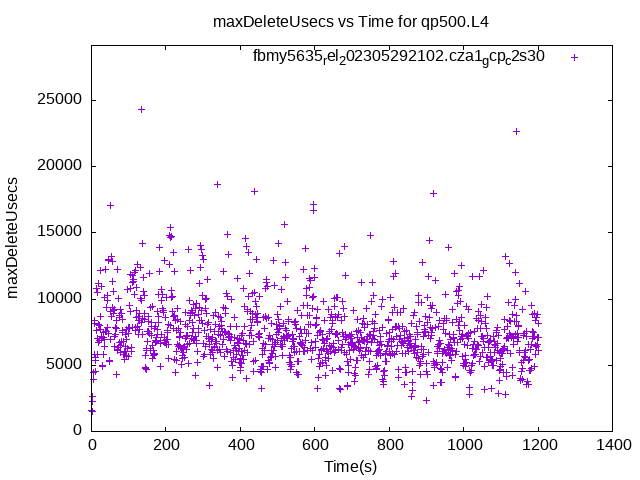 maxDeleteUsecs vs Time for qp500.L4
fbmy5635rel202305292102.cza1gcpc2s30
25000
20000
15000
10000
5000
0
maxDeleteUsecs
0 200 400 600 800 1000 1200 1400
Time(s)